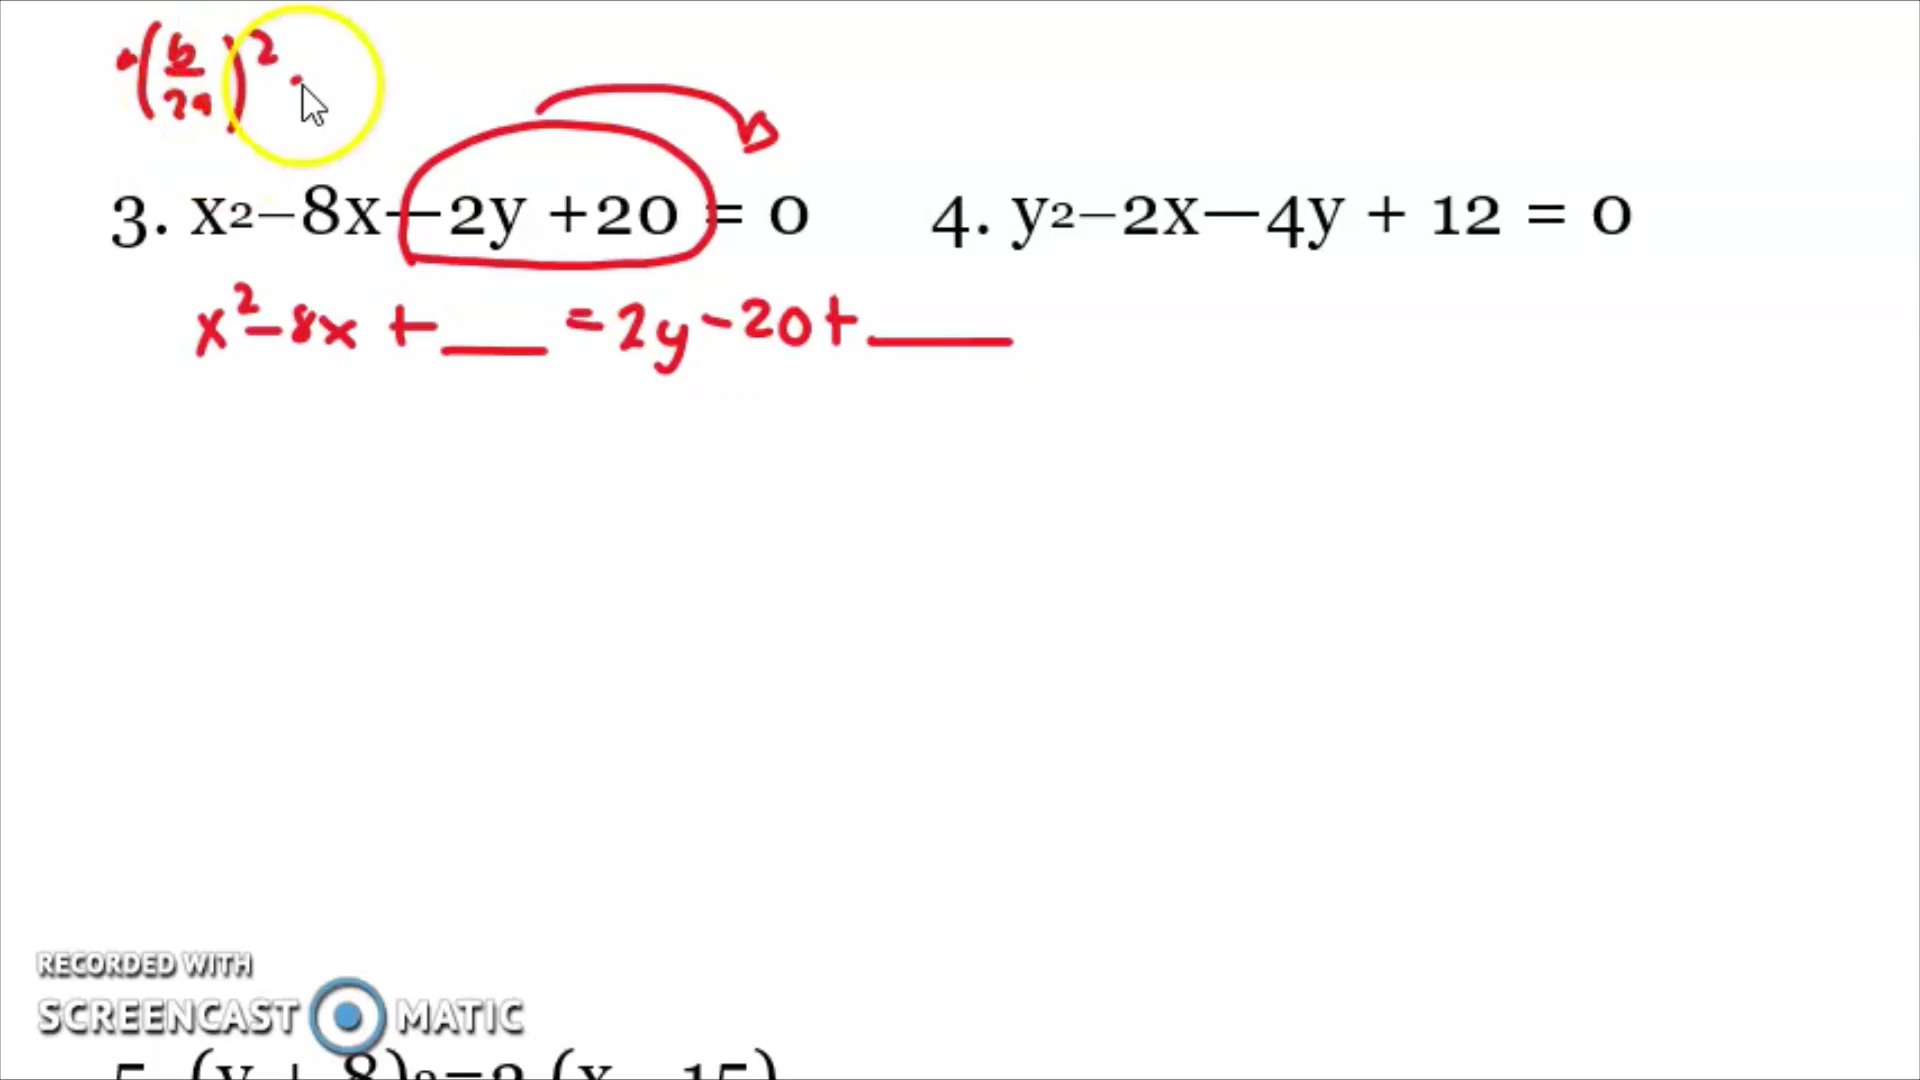 (b/2a)²
3. x2–8x—2y +20 = 0
4. y2–2x—4y + 12 = 0
x²-8x + ___ = 2y-20+ ___
RECORDED WITH
SCREENCAST MATIC